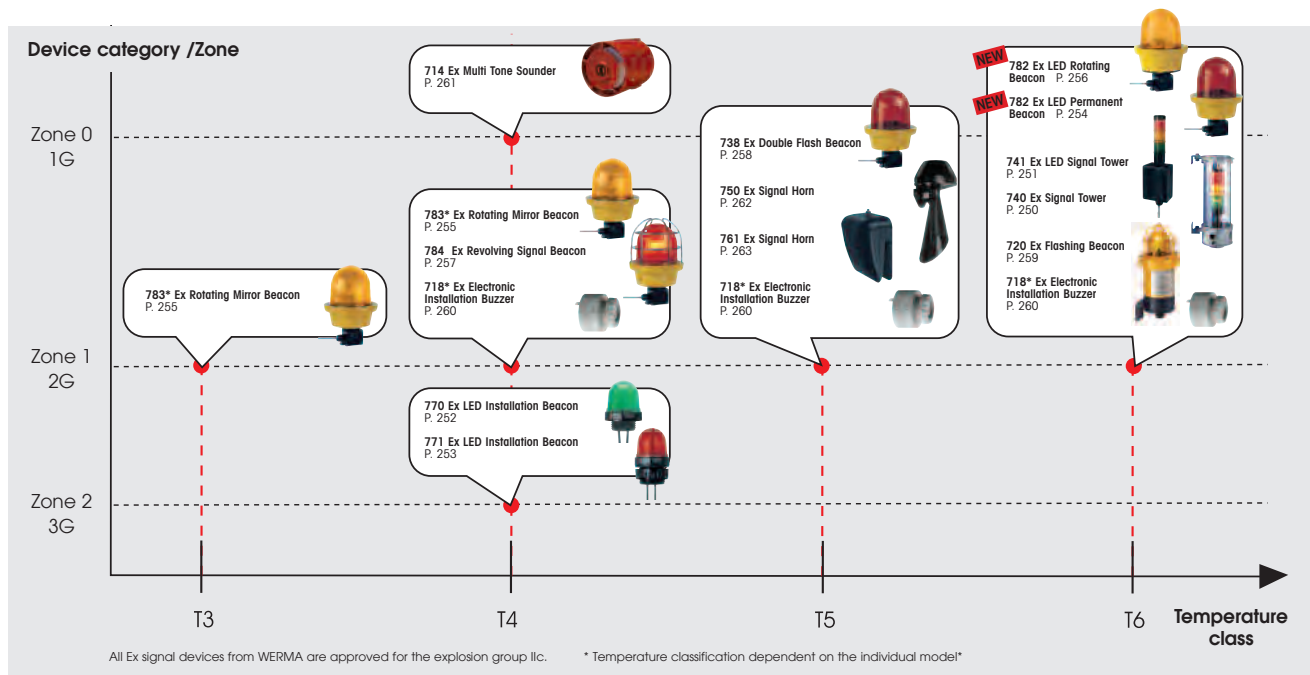 Device category /Zone
714 Ex Multi Tone Sounder
P. 261
NEW
782 Ex LED Rotating
Beacon P. 256
NEW
782 Ex LED Permanent
Beacon P. 254
741 Ex LED Signal Tower
P. 251
740 Ex Signal Tower
P. 250
720 Ex Flashing Beacon
P. 259
718* Ex Electronic
Installation Buzzer
P. 260
738 Ex Double Flash Beacon
P. 258
750 Ex Signal Horn
P. 262
761 Ex Signal Horn
P. 263
718* Ex Electronic
Installation Buzzer
P. 260
Zone 0
1G
783* Ex Rotating Mirror Beacon
P. 255
784 Ex Revolving Signal Beacon
P. 257
718* Ex Electronic
Installation Buzzer
P. 260
783* Ex Rotating Mirror Beacon
P. 255
Zone 1
2G
770 Ex LED Installation Beacon
P. 252
771 Ex LED Installation Beacon
P. 253
Zone 2
3G
T3
T4
T5
T6
Temperature
class
All Ex signal devices from WERMA are approved for the explosion group IIc.
* Temperature classification dependent on the individual model*